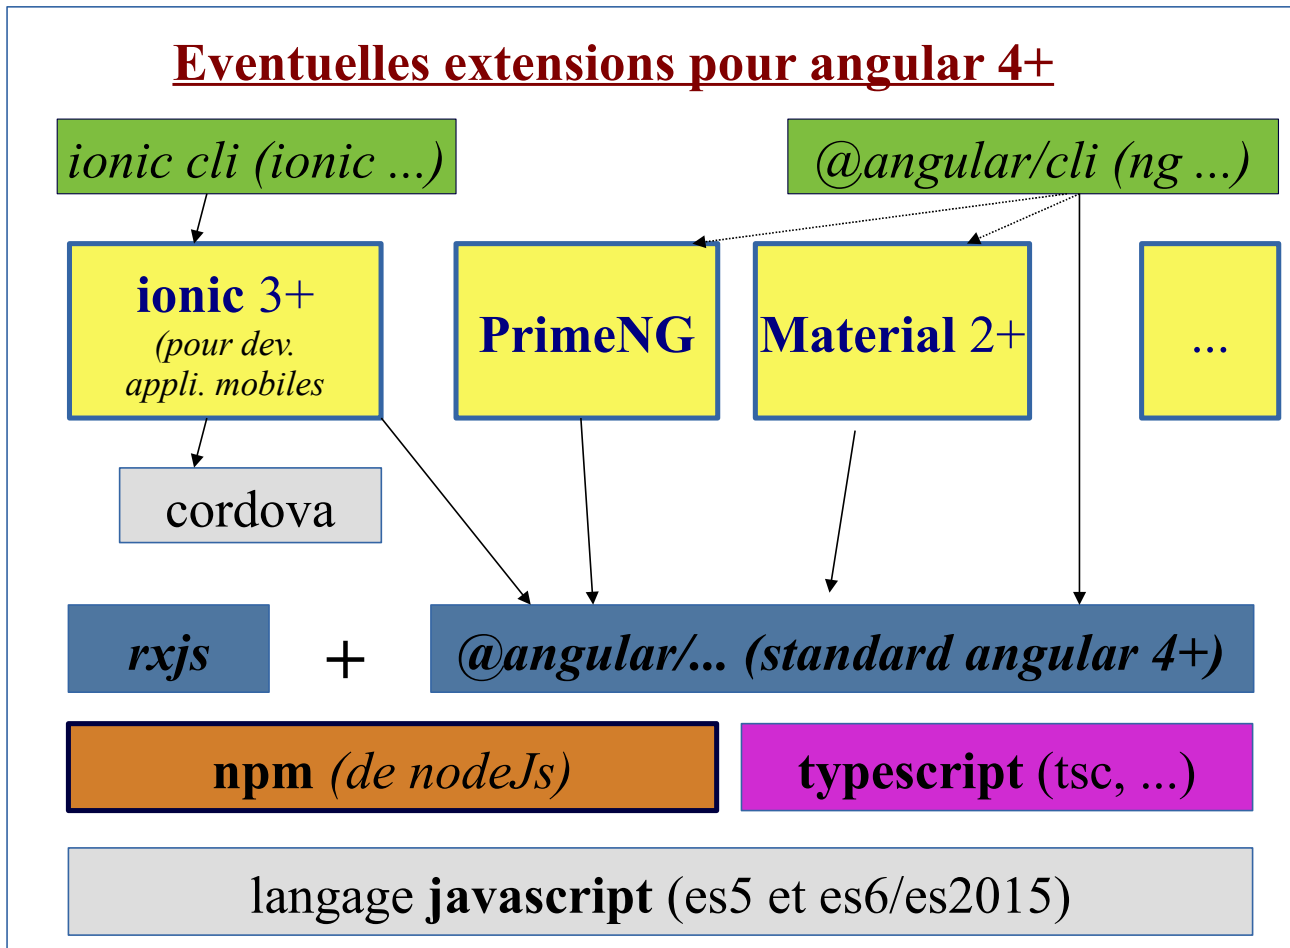 Eventuelles extensions pour angular 4+
ionic cli (ionic ...)
@angular/cli (ng ...)
ionic 3+
(pour dev.
appli. mobiles
PrimeNG
Material 2+
...
cordova
rxjs
+
@angular/... (standard angular 4+)
npm (de nodeJs)
typescript (tsc, ...)
langage javascript (es5 et es6/es2015)